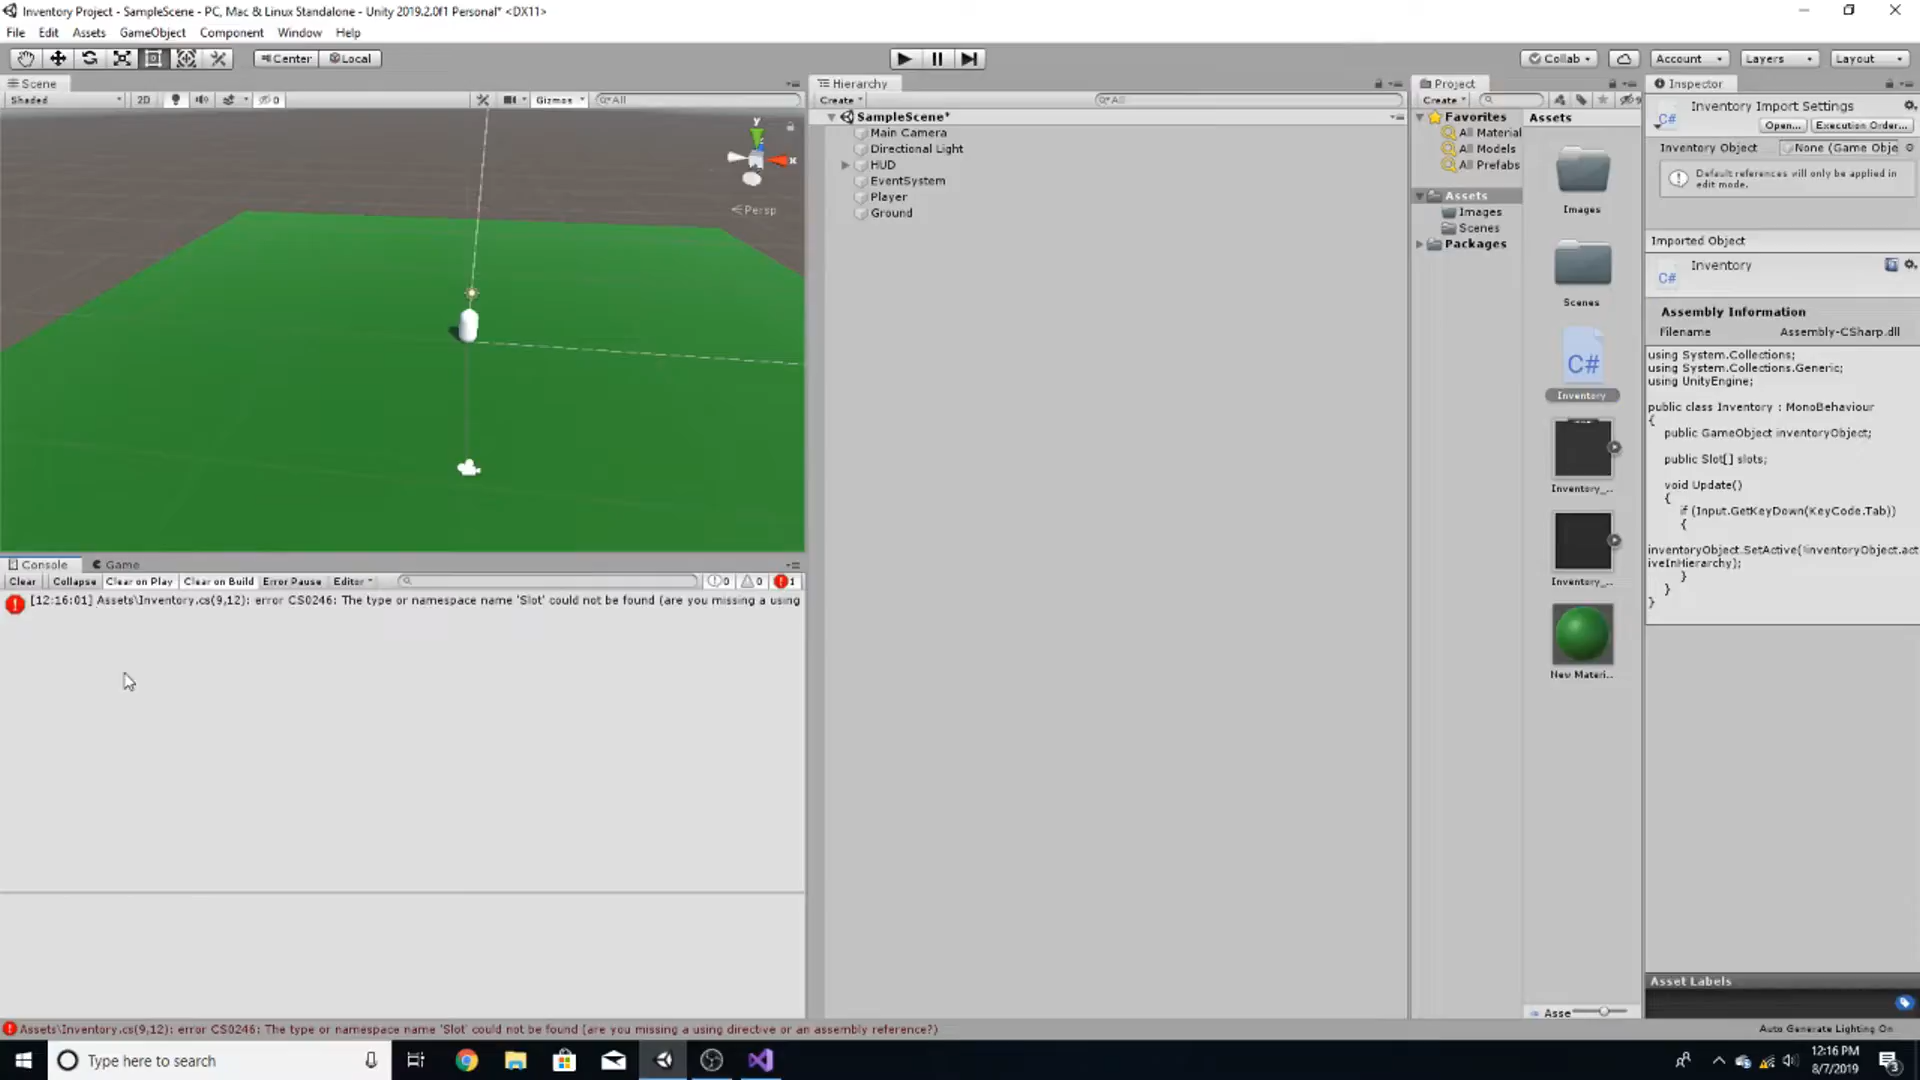 Inventory Project - SampleScene - PC, Mac & Linux Standalone - Unity 2019.2.0f1 Personal* <DX11>
File Edit Assets GameObject Component Window Help
Center Local
Collab Account Layers Layout
Scene
Shaded 2D 0 Gizmos All
y
x
Persp
Console Game
Clear Collapse Clear on Play Clear on Build Error Pause Editor 0 0 1
[12:16:01] Assets\Inventory.cs(9,12): error CS0246: The type or namespace name 'Slot' could not be found (are you missing a using
Hierarchy
Create All
SampleScene*
Main Camera
Directional Light
HUD
EventSystem
Player
Ground
Project
Create
Favorites
All Material
All Models
All Prefabs
Assets
Images
Scenes
Packages
Assets
Images
Scenes
C#
Inventory
Inventory_...
Inventory_...
New Materi...
Asse
Inspector
C#
Inventory Import Settings
Open... Execution Order...
Inventory Object None (Game Obje
Default references will only be applied in
edit mode.
Imported Object
C#
Inventory
Assembly Information
Filename Assembly-CSharp.dll
using System.Collections;
using System.Collections.Generic;
using UnityEngine;
public class Inventory : MonoBehaviour
{
public GameObject inventoryObject;
public Slot[] slots;
void Update()
{
if (Input.GetKeyDown(KeyCode.Tab))
{
inventoryObject.SetActive(!inventoryObject.act
iveInHierarchy);
}
}
}
Asset Labels
Assets\Inventory.cs(9,12): error CS0246: The type or namespace name 'Slot' could not be found (are you missing a using directive or an assembly reference?)
Auto Generate Lighting On
Type here to search
12:16 PM
8/7/2019
3